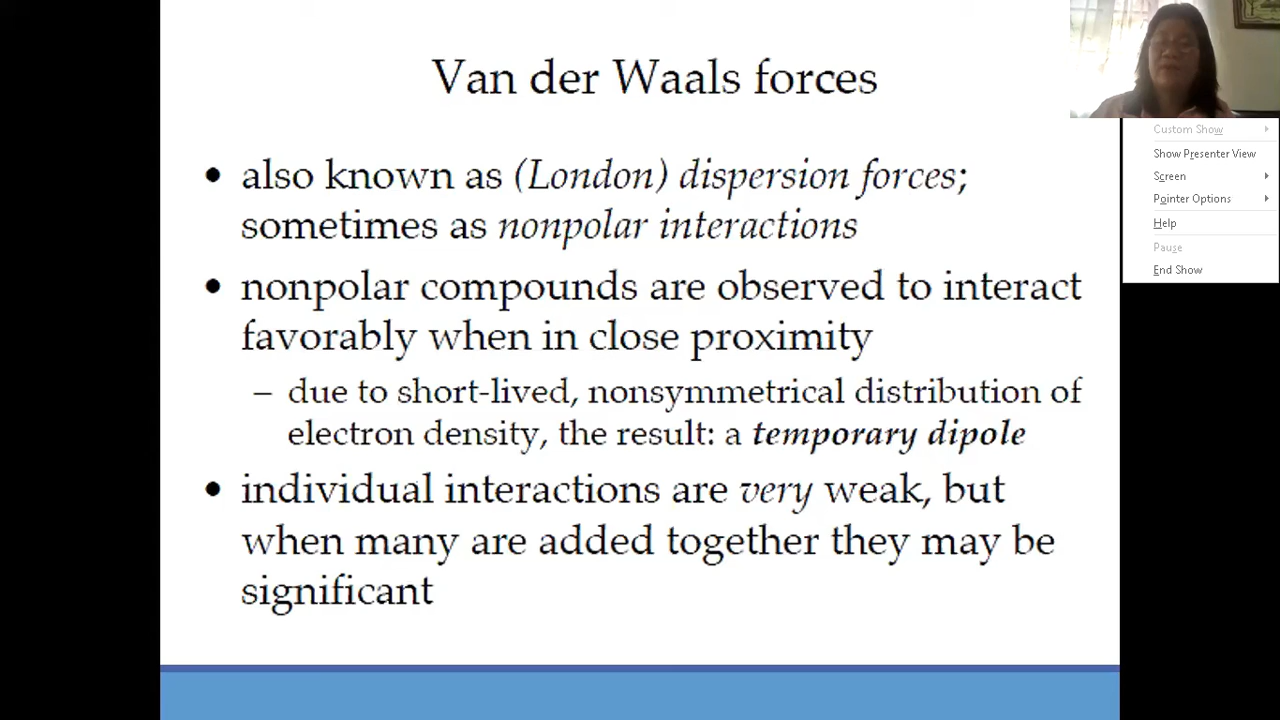 Van der Waals forces
• also known as (London) dispersion forces;
sometimes as nonpolar interactions
• nonpolar compounds are observed to interact
favorably when in close proximity
– due to short-lived, nonsymmetrical distribution of
electron density, the result: a temporary dipole
• individual interactions are very weak, but
when many are added together they may be
significant
Custom Show
Show Presenter View
Screen
Pointer Options
Help
Pause
End Show